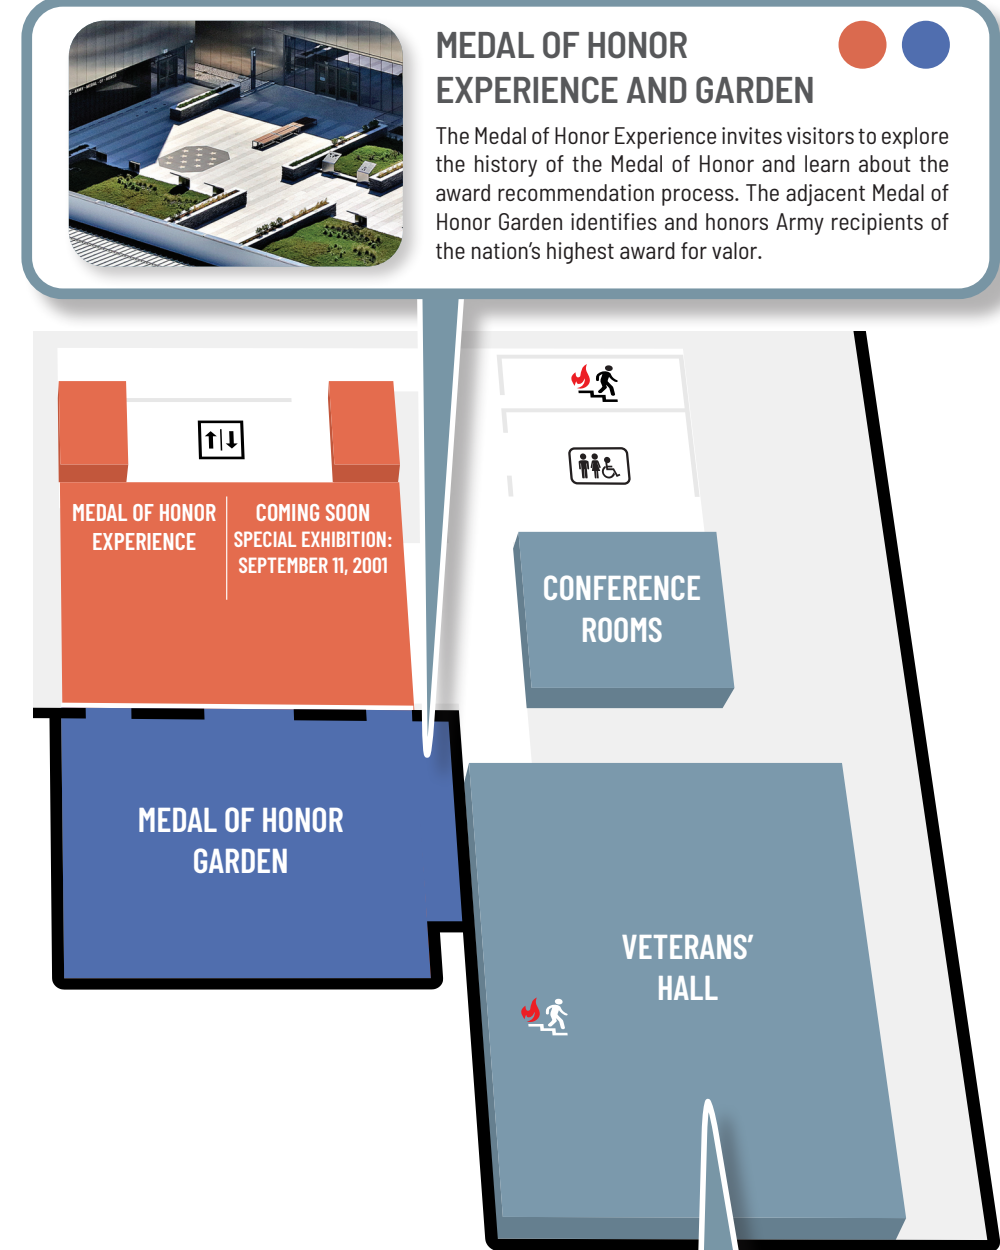 MEDAL OF HONOR
EXPERIENCE AND GARDEN
The Medal of Honor Experience invites visitors to explore
the history of the Medal of Honor and learn about the
award recommendation process. The adjacent Medal of
Honor Garden identifies and honors Army recipients of
the nation's highest award for valor.
MEDAL OF HONOR
EXPERIENCE
COMING SOON
SPECIAL EXHIBITION:
SEPTEMBER 11, 2001
CONFERENCE
ROOMS
MEDAL OF HONOR
GARDEN
VETERANS’
HALL